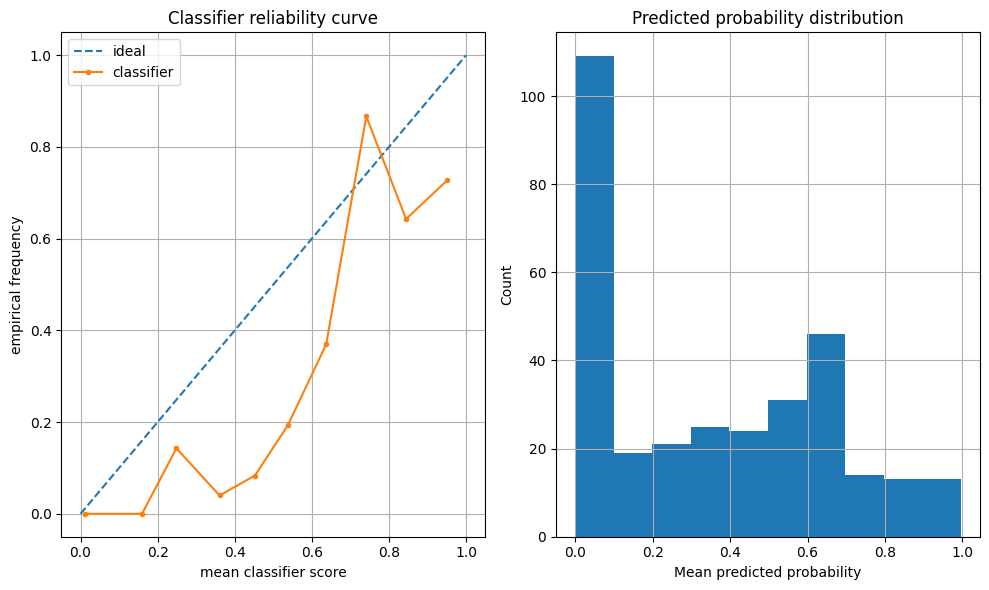 Classifier reliability curve
ideal
classifier
1.0
0.8
0.6
0.4
0.2
0.0
empirical frequency
0.0 0.2 0.4 0.6 0.8 1.0
mean classifier score
Predicted probability distribution
100
80
60
40
20
0
Count
0.0 0.2 0.4 0.6 0.8 1.0
Mean predicted probability